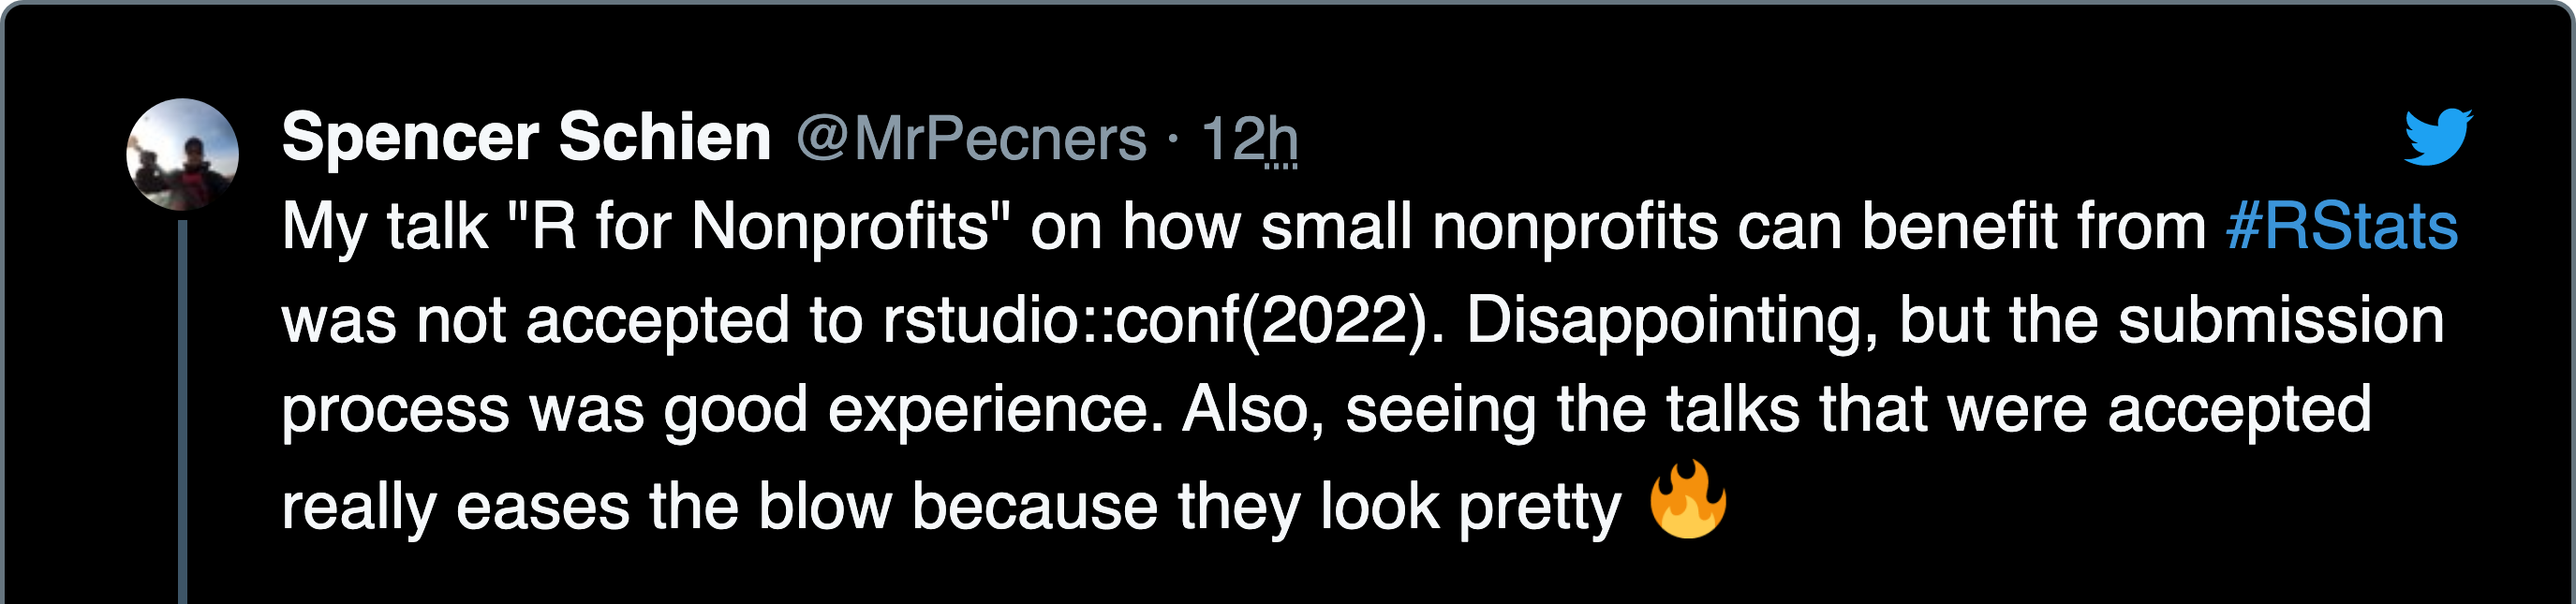 Spencer Schien @MrPecners · 12h
My talk "R for Nonprofits" on how small nonprofits can benefit from #RStats
was not accepted to rstudio::conf(2022). Disappointing, but the submission
process was good experience. Also, seeing the talks that were accepted
really eases the blow because they look pretty 🔥